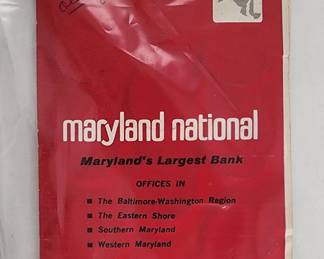 maryland national
Maryland's Largest Bank
OFFICES IN
▪ The Baltimore-Washington Region
▪ The Eastern Shore
▪ Southern Maryland
▪ Western Maryland